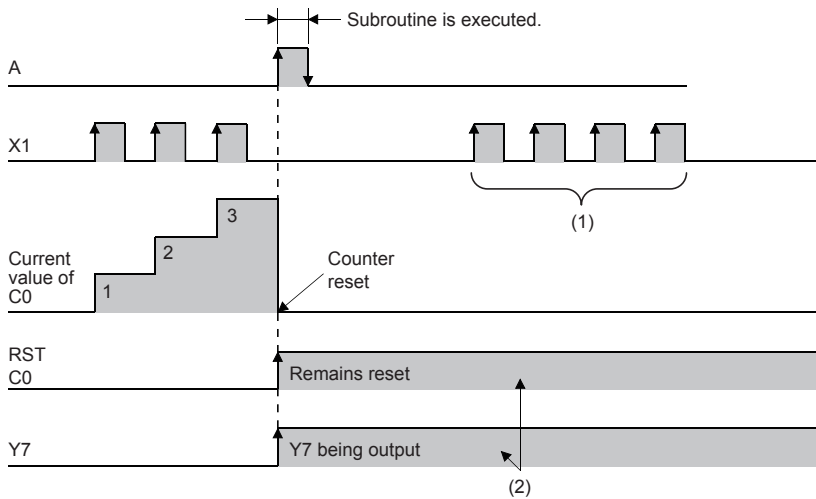 Subroutine is executed.
A
X1
(1)
3
2
1
Current
value of
C0
Counter
reset
RST
C0
Remains reset
Y7
Y7 being output
(2)